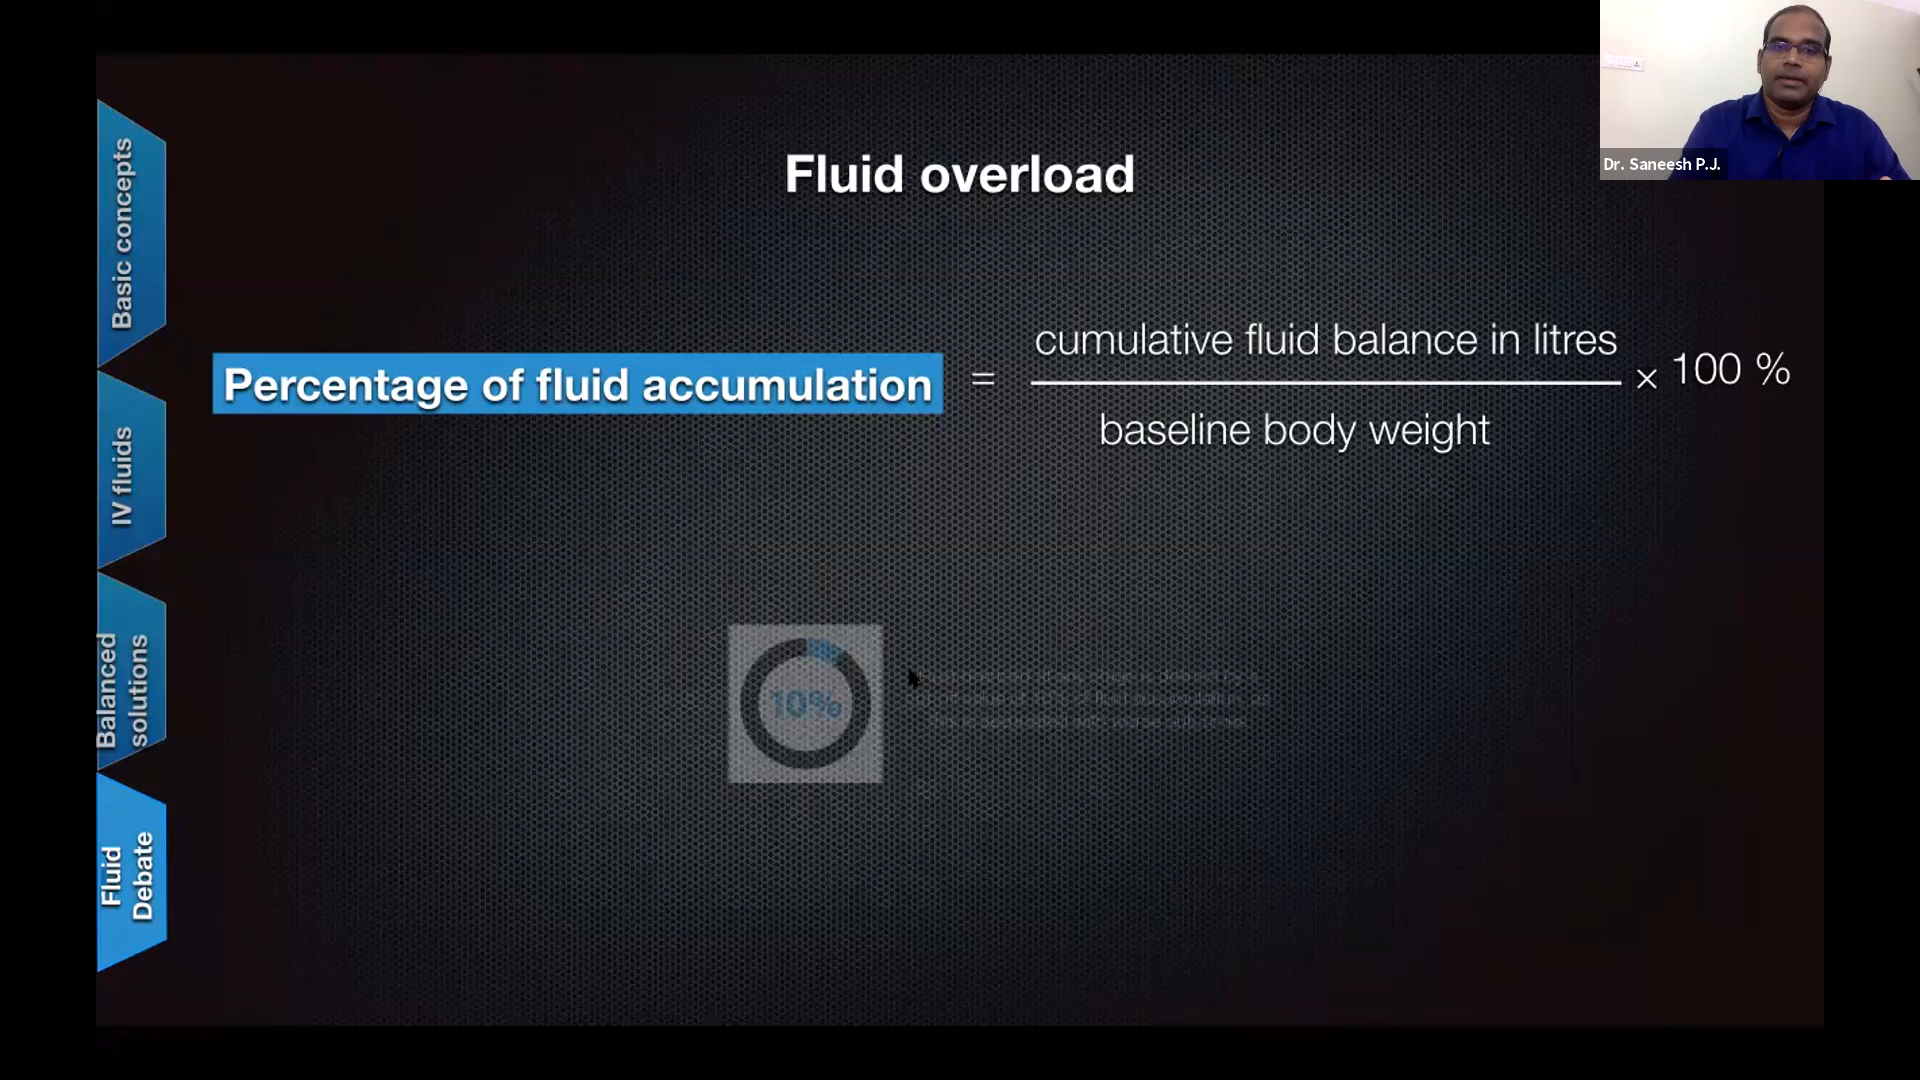 Dr. Saneesh P.J.
Fluid overload
Percentage of fluid accumulation
=
cumulative fluid balance in litres
baseline body weight
× 100 %
10%
Basic concepts
IV fluids
Balanced
solutions
Fluid
Debate